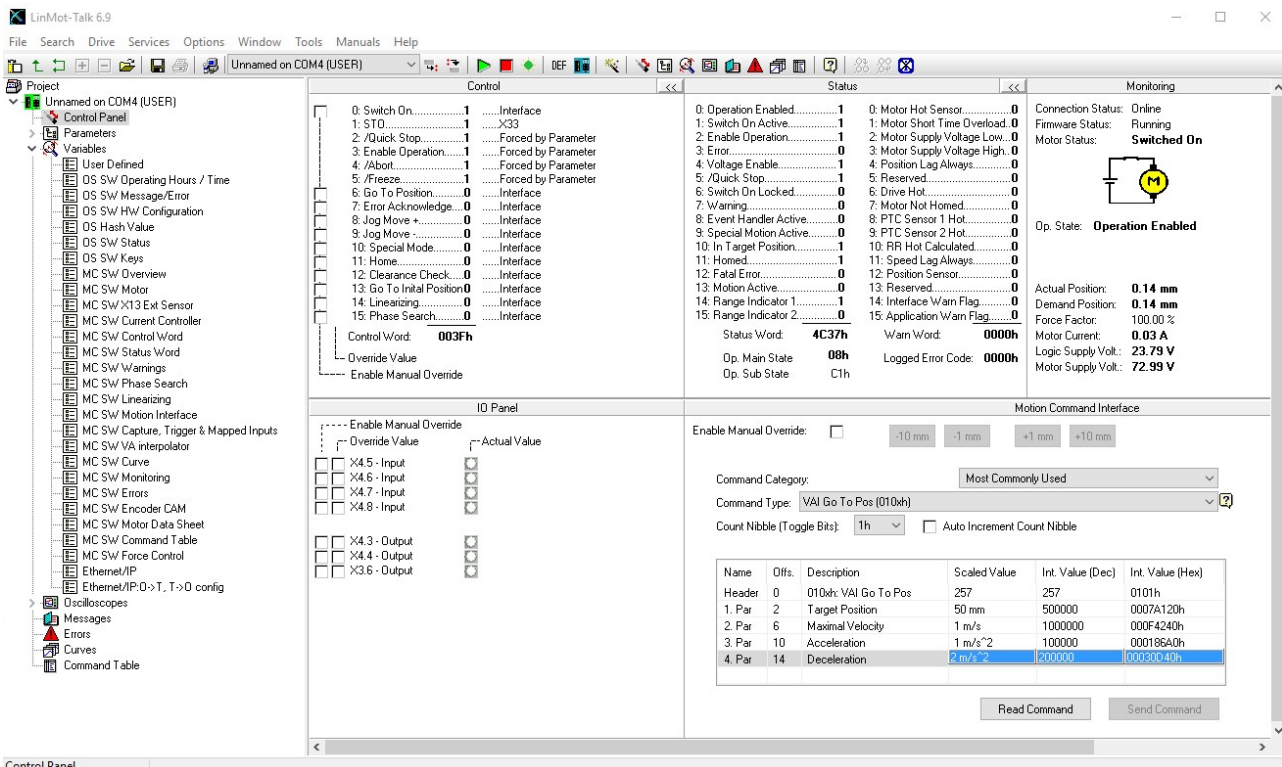 LinMot-Talk 6.9
File Search Drive Services Options Window Tools Manuals Help
Unnamed on COM4 (USER)
DEF
Project
Unnamed on COM4 (USER)
Control Panel
Parameters
Variables
User Defined
OS SW Operating Hours / Time
OS SW Message/Error
OS SW HW Configuration
OS Hash Value
OS SW Status
OS SW Keys
MC SW Overview
MC SW Motor
MC SW X13 Ext Sensor
MC SW Current Controller
MC SW Control Word
MC SW Status Word
MC SW Warnings
MC SW Phase Search
MC SW Linearizing
MC SW Motion Interface
MC SW Capture, Trigger & Mapped Inputs
MC SW VA interpolator
MC SW Curve
MC SW Monitoring
MC SW Errors
MC SW Encoder CAM
MC SW Motor Data Sheet
MC SW Command Table
MC SW Force Control
Ethernet/IP
Ethernet/IP:O->T, T->O config
Oscilloscopes
Messages
Errors
Curves
Command Table
Control <<
0: Switch On..................1 ......Interface
1: STO..........................1 ......X33
2: /Quick Stop...............1 ......Forced by Parameter
3: Enable Operation.......1 ......Forced by Parameter
4: /Abort.......................1 ......Forced by Parameter
5: /Freeze.....................1 ......Forced by Parameter
6: Go To Position...........0 ......Interface
7: Error Acknowledge....0 ......Interface
8: Jog Move +...............0 ......Interface
9: Jog Move -................0 ......Interface
10: Special Mode...........0 ......Interface
11: Home......................0 ......Interface
12: Clearance Check.....0 ......Interface
13: Go To Inital Position 0 ......Interface
14: Linearizing...............0 ......Interface
15: Phase Search..........0 ......Interface
Control Word: 003Fh
Override Value
Enable Manual Override
Status <<
0: Operation Enabled...........1 0: Motor Hot Sensor...........0
1: Switch On Active.............1 1: Motor Short Time Overload..0
2: Enable Operation.............1 2: Motor Supply Voltage Low...0
3: Error...............................0 3: Motor Supply Voltage High..0
4: Voltage Enable................1 4: Position Lag Always........0
5: /Quick Stop.....................1 5: Reserved......................0
6: Switch On Locked............0 6: Drive Hot......................0
7: Warning..........................0 7: Motor Not Homed............0
8: Event Handler Active........0 8: PTC Sensor 1 Hot...........0
9: Special Motion Active.......0 9: PTC Sensor 2 Hot...........0
10: In Target Position...........1 10: RR Hot Calculated.........0
11: Homed..........................1 11: Speed Lag Always.........0
12: Fatal Error.....................0 12: Position Sensor.............0
13: Motion Active.................0 13: Reserved.....................0
14: Range Indicator 1...........1 14: Interface Warn Flag.......0
15: Range Indicator 2...........0 15: Application Warn Flag....0
Status Word: 4C37h Warn Word: 0000h
Op. Main State 08h Logged Error Code: 0000h
Op. Sub State C1h
Monitoring
Connection Status: Online
Firmware Status: Running
Motor Status: Switched On
M
Op. State: Operation Enabled
Actual Position: 0.14 mm
Demand Position: 0.14 mm
Force Factor: 100.00 %
Motor Current: 0.03 A
Logic Supply Volt.: 23.79 V
Motor Supply Volt.: 72.99 V
IO Panel
Enable Manual Override
Override Value Actual Value
X4.5 - Input
X4.6 - Input
X4.7 - Input
X4.8 - Input
X4.3 - Output
X4.4 - Output
X3.6 - Output
Motion Command Interface
Enable Manual Override: -10 mm -1 mm +1 mm +10 mm
Command Category: Most Commonly Used
Command Type: VAI Go To Pos (010xh)
Count Nibble (Toggle Bits): 1h Auto Increment Count Nibble
Name Offs. Description Scaled Value Int. Value (Dec) Int. Value (Hex)
Header 0 010xh: VAI Go To Pos 257 257 0101h
1. Par 2 Target Position 50 mm 500000 0007A120h
2. Par 6 Maximal Velocity 1 m/s 1000000 000F4240h
3. Par 10 Acceleration 1 m/s^2 100000 000186A0h
4. Par 14 Deceleration 2 m/s^2 200000 00030D40h
Read Command Send Command
Control Panel